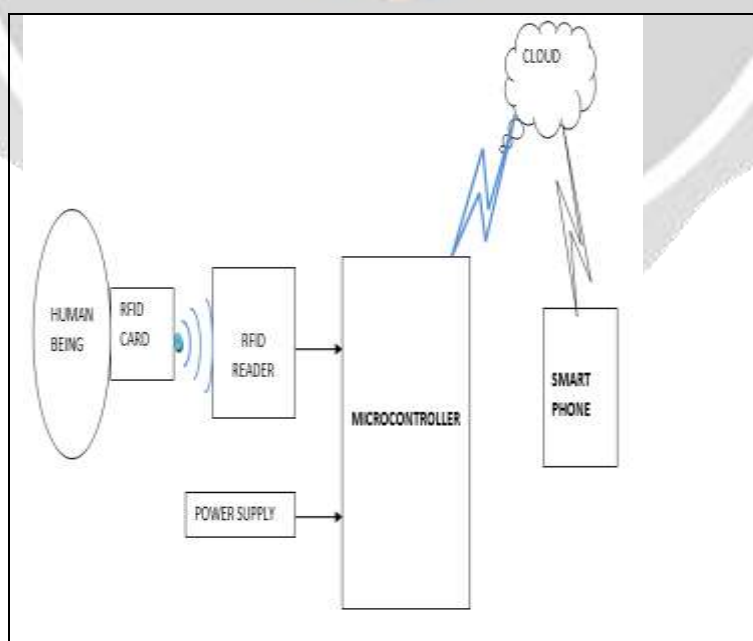 CLOUD
HUMAN
BEING
RFID
CARD
RFID
READER
MICROCONTROLLER
SMART
PHONE
POWER SUPPLY